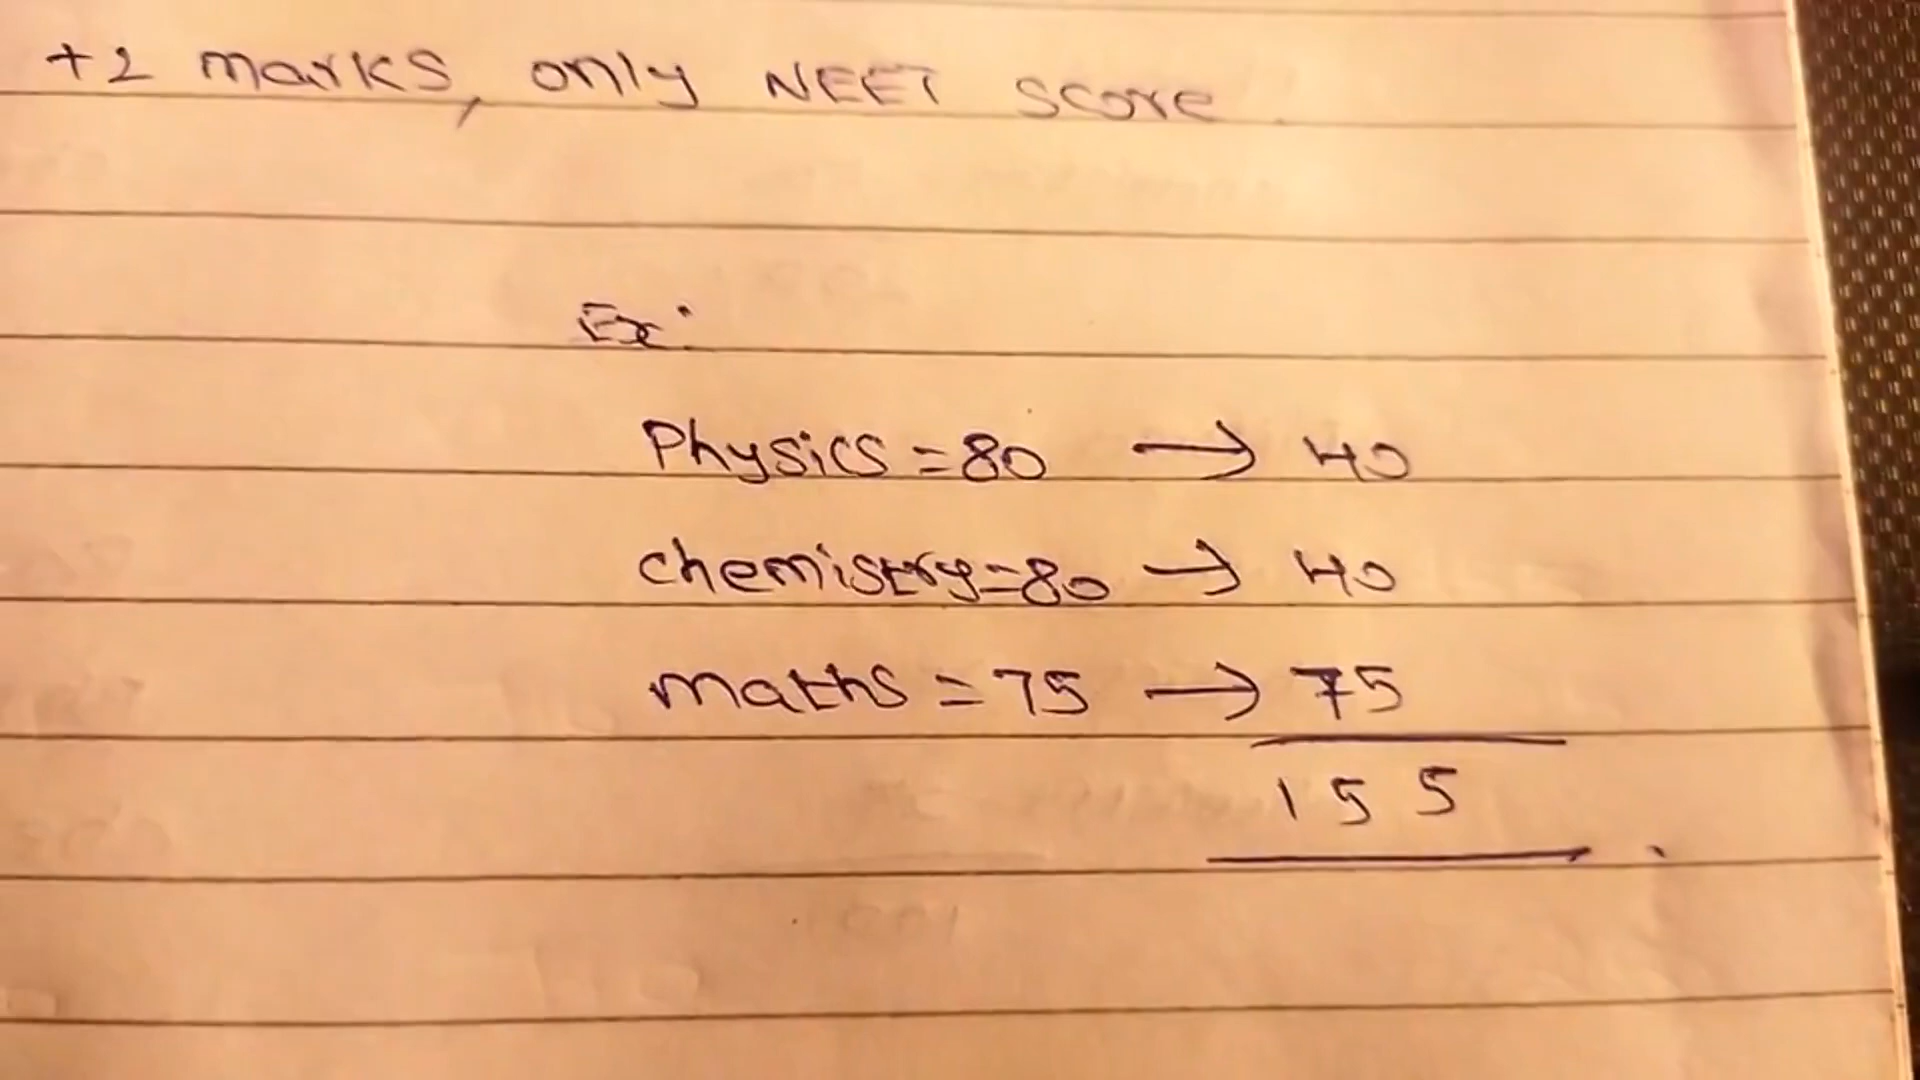 +2 marks, only NEET score.
Ex:
Physics = 80 → 40
chemistry = 80 → 40
maths = 75 → 75
155